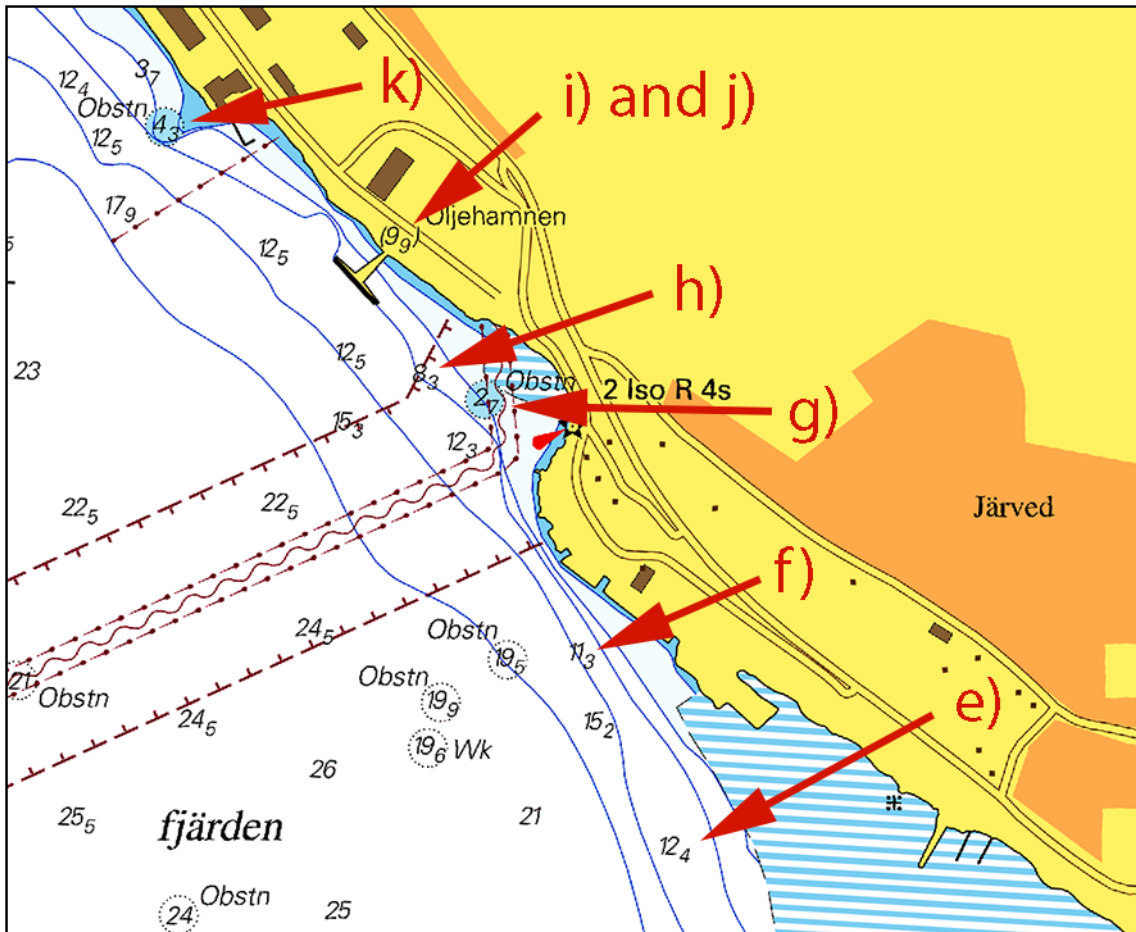 3₇
12₄
k)
Obstn
4₃
i) and j)
12₅
17₉
Oljehamnen
(9₉)
12₅
5
h)
12₅
23
8₃
Obstn
2 Iso R 4s
2₇
g)
15₃
12₃
22₅
22₅
Järved
f)
24₅
Obstn
11₃
19₅
21
Obstn
Obstn
19₉
e)
24₅
15₂
19₆ Wk
26
25₅
21
fjärden
12₄
Obstn
24
25